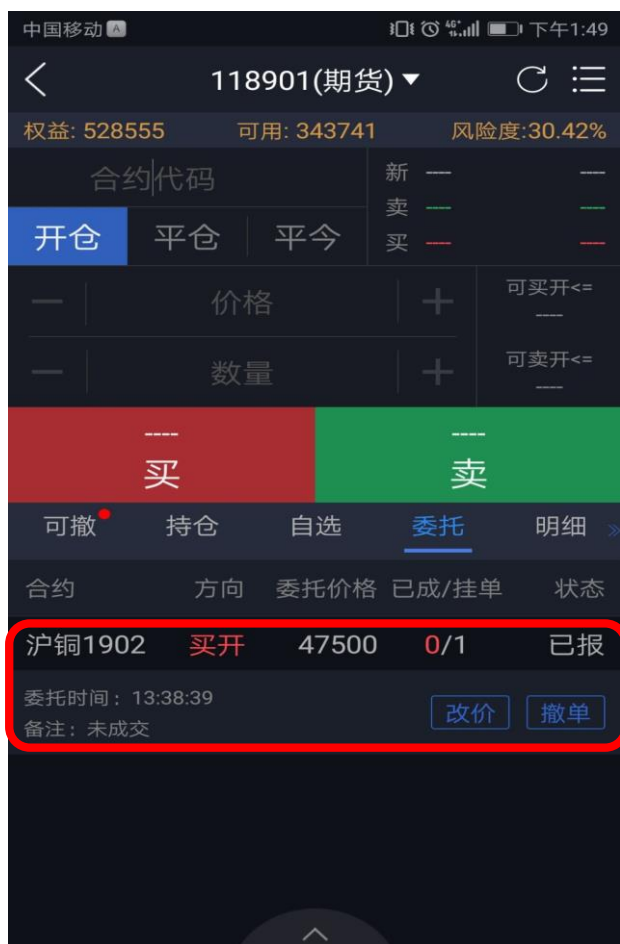 中国移动 A 46+ 下午1:49
118901(期货)▼
权益: 528555 可用: 343741 风险度:30.42%
合约代码
新 ---- ----
卖 ---- ----
买 ---- ----
开仓 平仓 平今
— 价格 +
可买开<=
----
— 数量 +
可卖开<=
----
---- ----
买 卖
可撤 持仓 自选 委托 明细 »
合约 方向 委托价格 已成/挂单 状态
沪铜1902 买开 47500 0/1 已报
委托时间: 13:38:39
备注: 未成交
改价 撤单